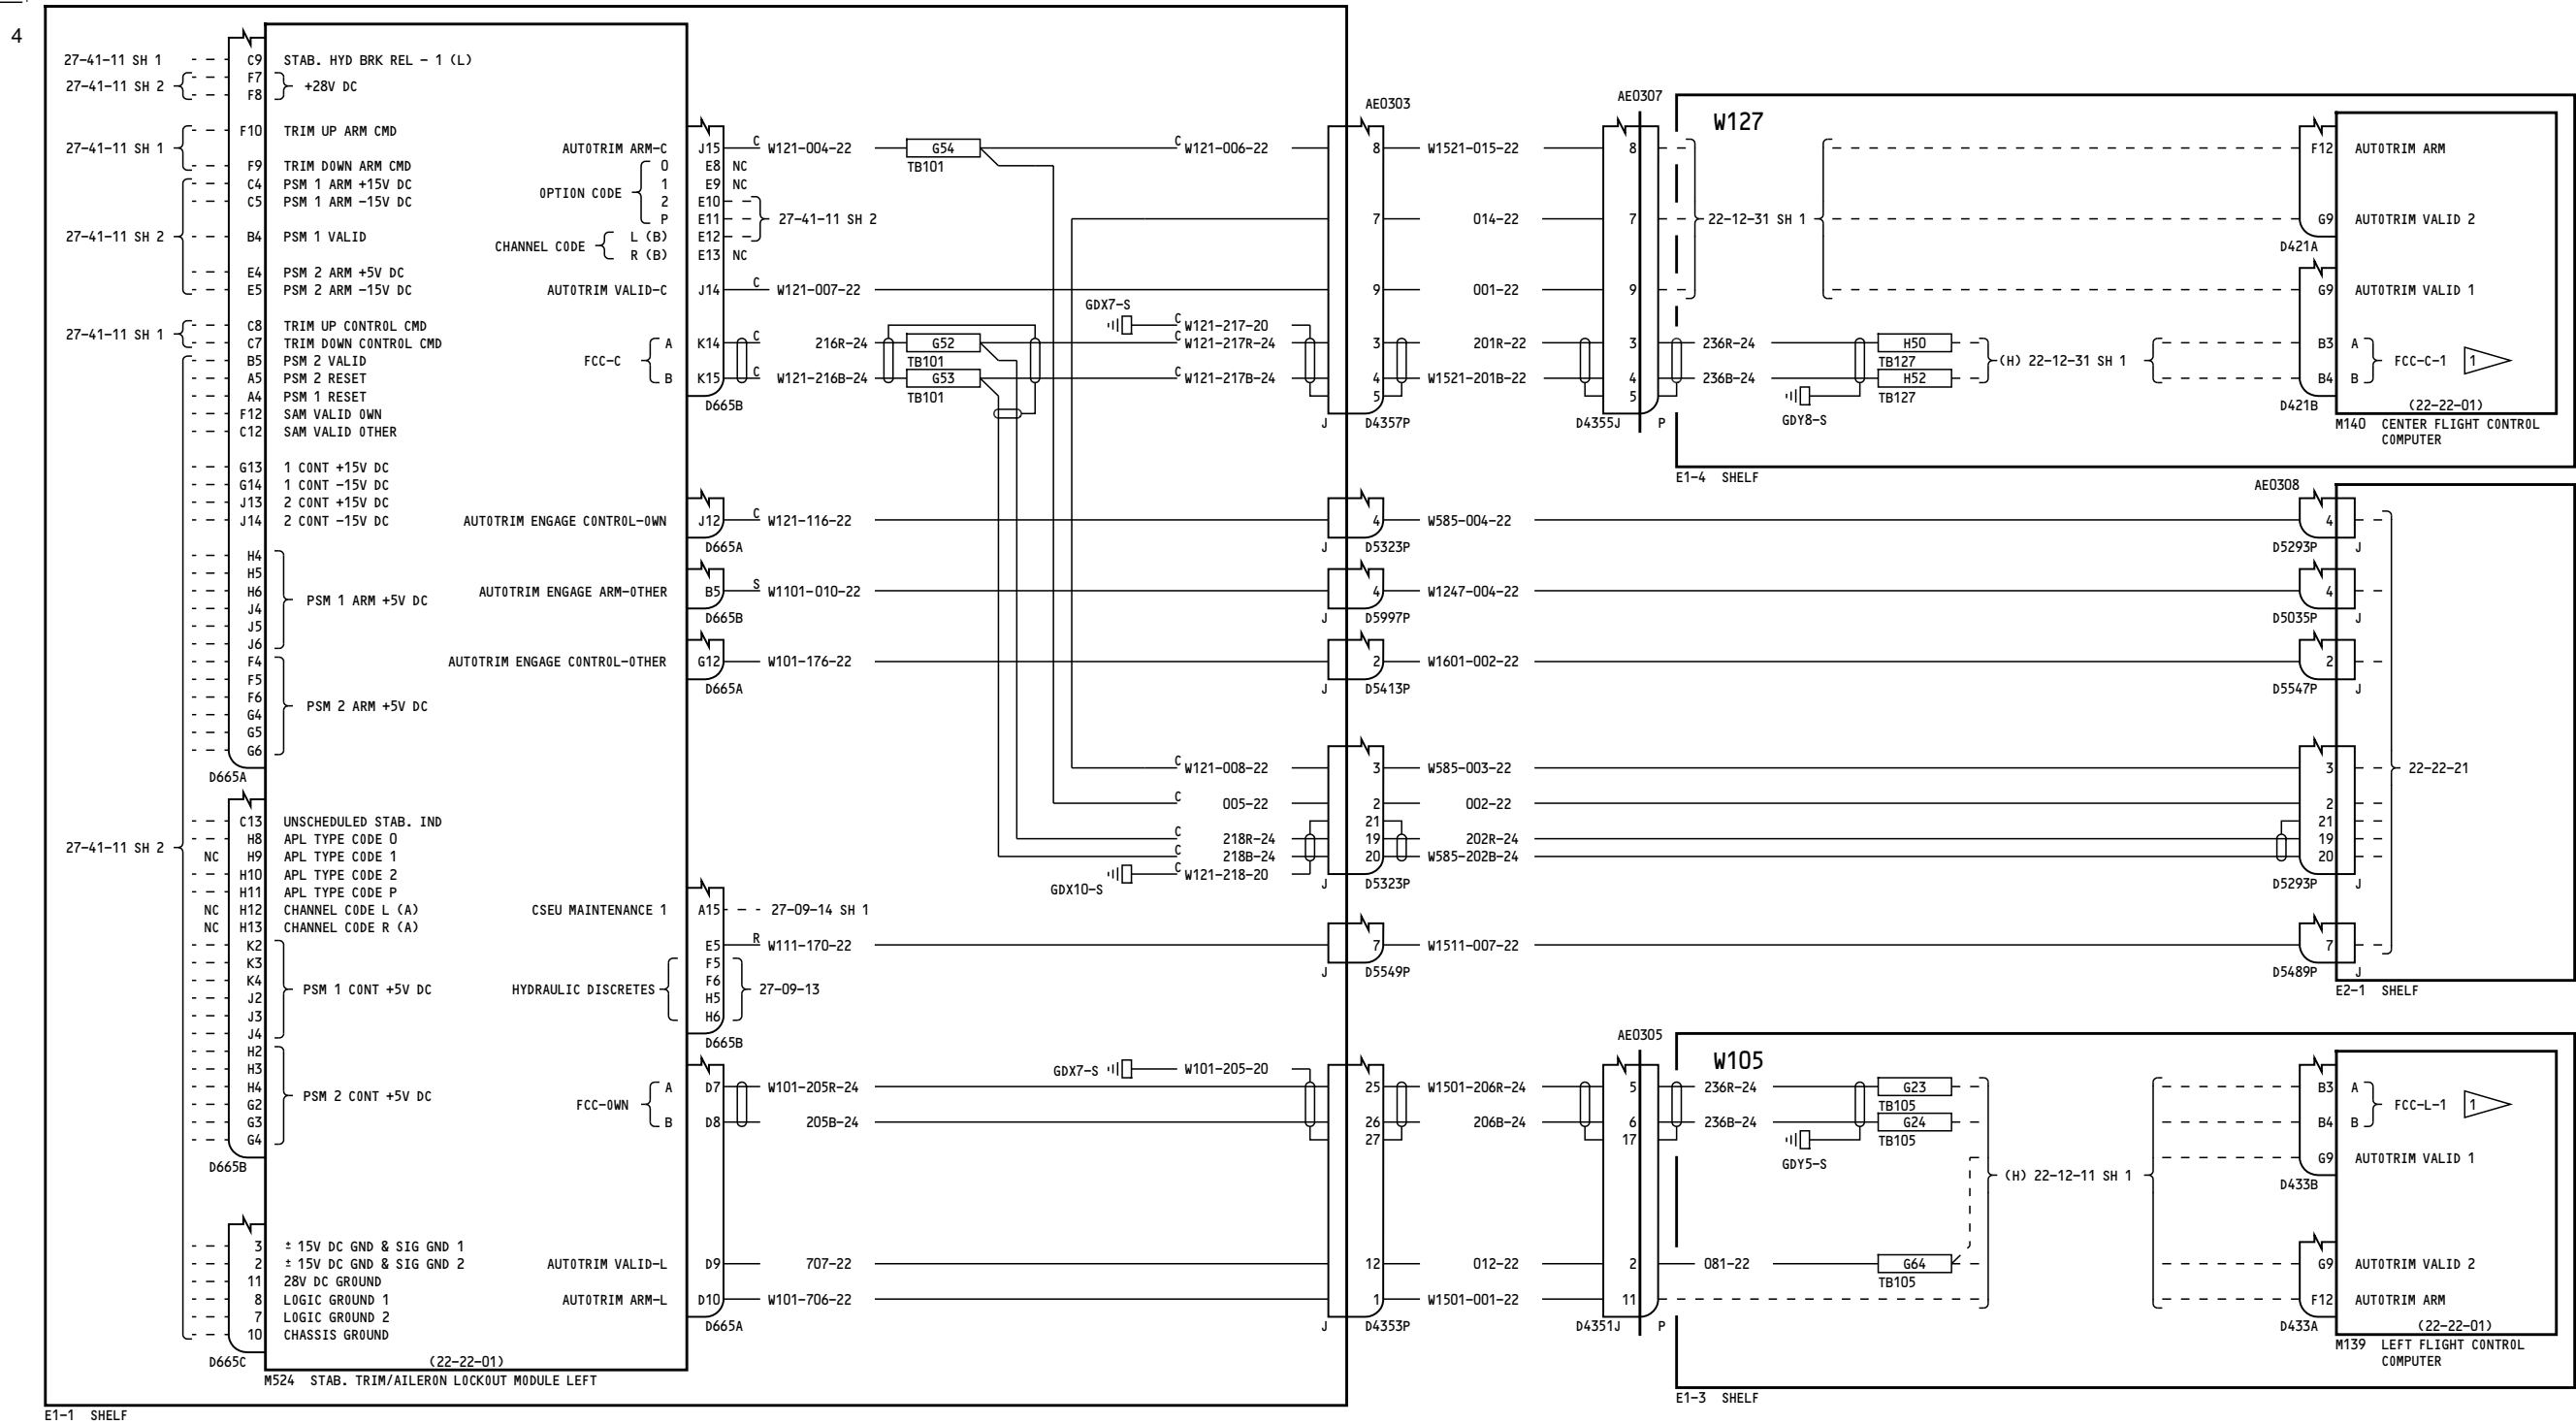 4
27-41-11 SH 1
27-41-11 SH 2
27-41-11 SH 1
27-41-11 SH 2
27-41-11 SH 1
27-41-11 SH 2
C9 STAB. HYD BRK REL - 1 (L)
F7
F8
+28V DC
F10 TRIM UP ARM CMD
F9 TRIM DOWN ARM CMD
C4 PSM 1 ARM +15V DC
C5 PSM 1 ARM -15V DC
B4 PSM 1 VALID
E4 PSM 2 ARM +5V DC
E5 PSM 2 ARM -15V DC
C8 TRIM UP CONTROL CMD
C7 TRIM DOWN CONTROL CMD
B5 PSM 2 VALID
A5 PSM 2 RESET
A4 PSM 1 RESET
F12 SAM VALID OWN
C12 SAM VALID OTHER
G13 1 CONT +15V DC
G14 1 CONT -15V DC
J13 2 CONT +15V DC
J14 2 CONT -15V DC
H4
H5
H6
J4
J5
J6
PSM 1 ARM +5V DC
F4
F5
F6
G4
G5
G6
PSM 2 ARM +5V DC
D665A
C13 UNSCHEDULED STAB. IND
H8 APL TYPE CODE 0
NC H9 APL TYPE CODE 1
H10 APL TYPE CODE 2
H11 APL TYPE CODE P
NC H12 CHANNEL CODE L (A)
NC H13 CHANNEL CODE R (A)
K2
K3
K4
J2
J3
J4
PSM 1 CONT +5V DC
H2
H3
H4
G2
G3
G4
PSM 2 CONT +5V DC
D665B
3 ± 15V DC GND & SIG GND 1
2 ± 15V DC GND & SIG GND 2
11 28V DC GROUND
8 LOGIC GROUND 1
7 LOGIC GROUND 2
10 CHASSIS GROUND
D665C
(22-22-01)
M524 STAB. TRIM/AILERON LOCKOUT MODULE LEFT
E1-1 SHELF
AUTOTRIM ARM-C J15 C W121-004-22 G54 C W121-006-22
TB101
OPTION CODE
0 E8 NC
1 E9 NC
2 E10
P E11
CHANNEL CODE
L (B) E12
R (B) E13 NC
27-41-11 SH 2
AUTOTRIM VALID-C J14 C W121-007-22
GDX7-S C W121-217-20
FCC-C
A K14 C 216R-24 G52 C W121-217R-24
TB101
B K15 C W121-216B-24 G53 C W121-217B-24
TB101
D665B
AUTOTRIM ENGAGE CONTROL-OWN J12 C W121-116-22
D665A
AUTOTRIM ENGAGE ARM-OTHER B5 S W1101-010-22
D665B
AUTOTRIM ENGAGE CONTROL-OTHER G12 W101-176-22
D665A
C W121-008-22
C 005-22
C 218R-24
C 218B-24
GDX10-S C W121-218-20
CSEU MAINTENANCE 1 A15 27-09-14 SH 1
E5 R W111-170-22
HYDRAULIC DISCRETES
F5
F6
H5
H6
27-09-13
D665B
GDX7-S W101-205-20
FCC-OWN
A D7 W101-205R-24
B D8 205B-24
AUTOTRIM VALID-L D9 707-22
AUTOTRIM ARM-L D10 W101-706-22
D665A
AE0303
8 W1521-015-22 8
7 014-22 7
9 001-22 9
3 201R-22 3
4 W1521-201B-22 4
5 5
J D4357P
AE0307
D4355J P
4 W585-004-22 4
J D5323P D5293P J
4 W1247-004-22 4
J D5997P D5035P J
2 W1601-002-22 2
J D5413P D5547P J
3 W585-003-22 3
2 002-22 2
21 21
19 202R-24 19
20 W585-202B-24 20
J D5323P D5293P J
7 W1511-007-22 7
J D5549P D5489P J
AE0308
22-22-21
E2-1 SHELF
25 W1501-206R-24 5
26 206B-24 6
27 17
12 012-22 2
1 W1501-001-22 11
J D4353P
AE0305
D4351J P
W127
22-12-31 SH 1
F12 AUTOTRIM ARM
G9 AUTOTRIM VALID 2
D421A
G9 AUTOTRIM VALID 1
236R-24 H50
TB127
236B-24 H52
TB127
GDY8-S
(H) 22-12-31 SH 1
B3 A
B4 B
FCC-C-1 1
D421B
(22-22-01)
M140 CENTER FLIGHT CONTROL
COMPUTER
E1-4 SHELF
W105
236R-24 G23
TB105
236B-24 G24
TB105
GDY5-S
081-22 G64
TB105
(H) 22-12-11 SH 1
B3 A
B4 B
FCC-L-1 1
G9 AUTOTRIM VALID 1
D433B
G9 AUTOTRIM VALID 2
F12 AUTOTRIM ARM
D433A
(22-22-01)
M139 LEFT FLIGHT CONTROL
COMPUTER
E1-3 SHELF